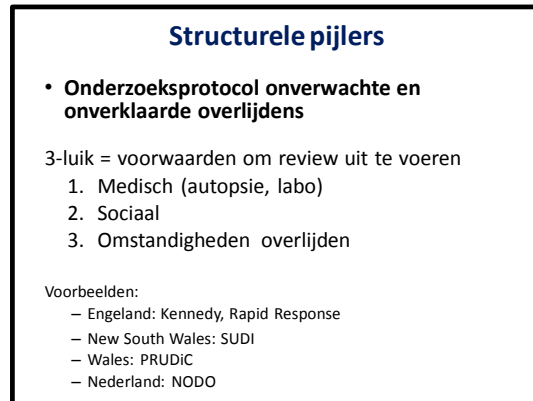 Structurele pijlers
• Onderzoeksprotocol onverwachte en
onverklaarde overlijdens
3-luik = voorwaarden om review uit te voeren
1. Medisch (autopsie, labo)
2. Sociaal
3. Omstandigheden overlijden
Voorbeelden:
– Engeland: Kennedy, Rapid Response
– New South Wales: SUDI
– Wales: PRUDiC
– Nederland: NODO